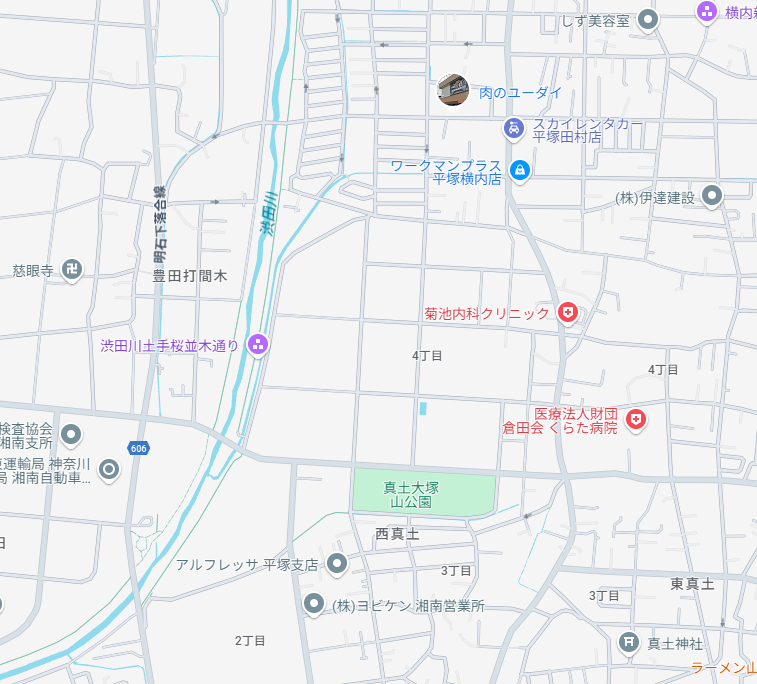 しず美容室
横内
肉のユーダイ
スカイレンタカー
平塚田村店
ワークマンプラス
平塚横内店
(株)伊達建設
明石下落合線
渋田川
慈眼寺
豊田打間木
菊池内科クリニック
渋田川土手桜並木通り
4丁目
4丁目
医療法人財団
倉田会 くらた病院
検査協会
湘南支所
606
運輸局 神奈川
局 湘南自動車...
真土大塚
山公園
西真土
田
アルフレッサ 平塚支店
3丁目
東真土
3丁目
(株)ヨビケン 湘南営業所
2丁目
真土神社
ラーメン山